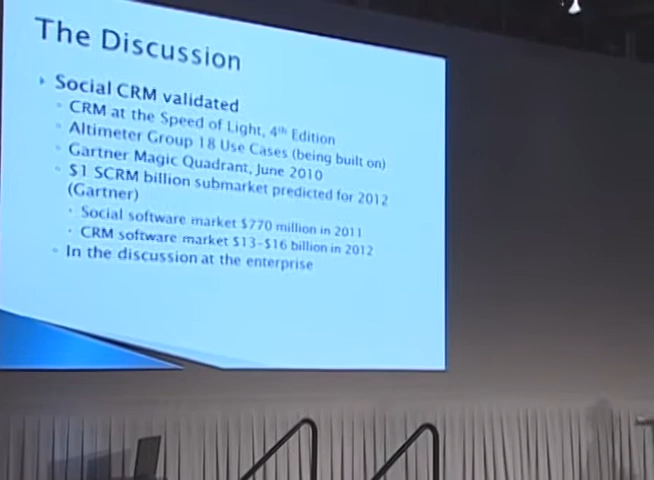 The Discussion
Social CRM validated
CRM at the Speed of Light, 4th Edition
Altimeter Group 18 Use Cases (being built on)
Gartner Magic Quadrant, June 2010
$1 SCRM billion submarket predicted for 2012
(Gartner)
Social software market $770 million in 2011
CRM software market $13-$16 billion in 2012
In the discussion at the enterprise